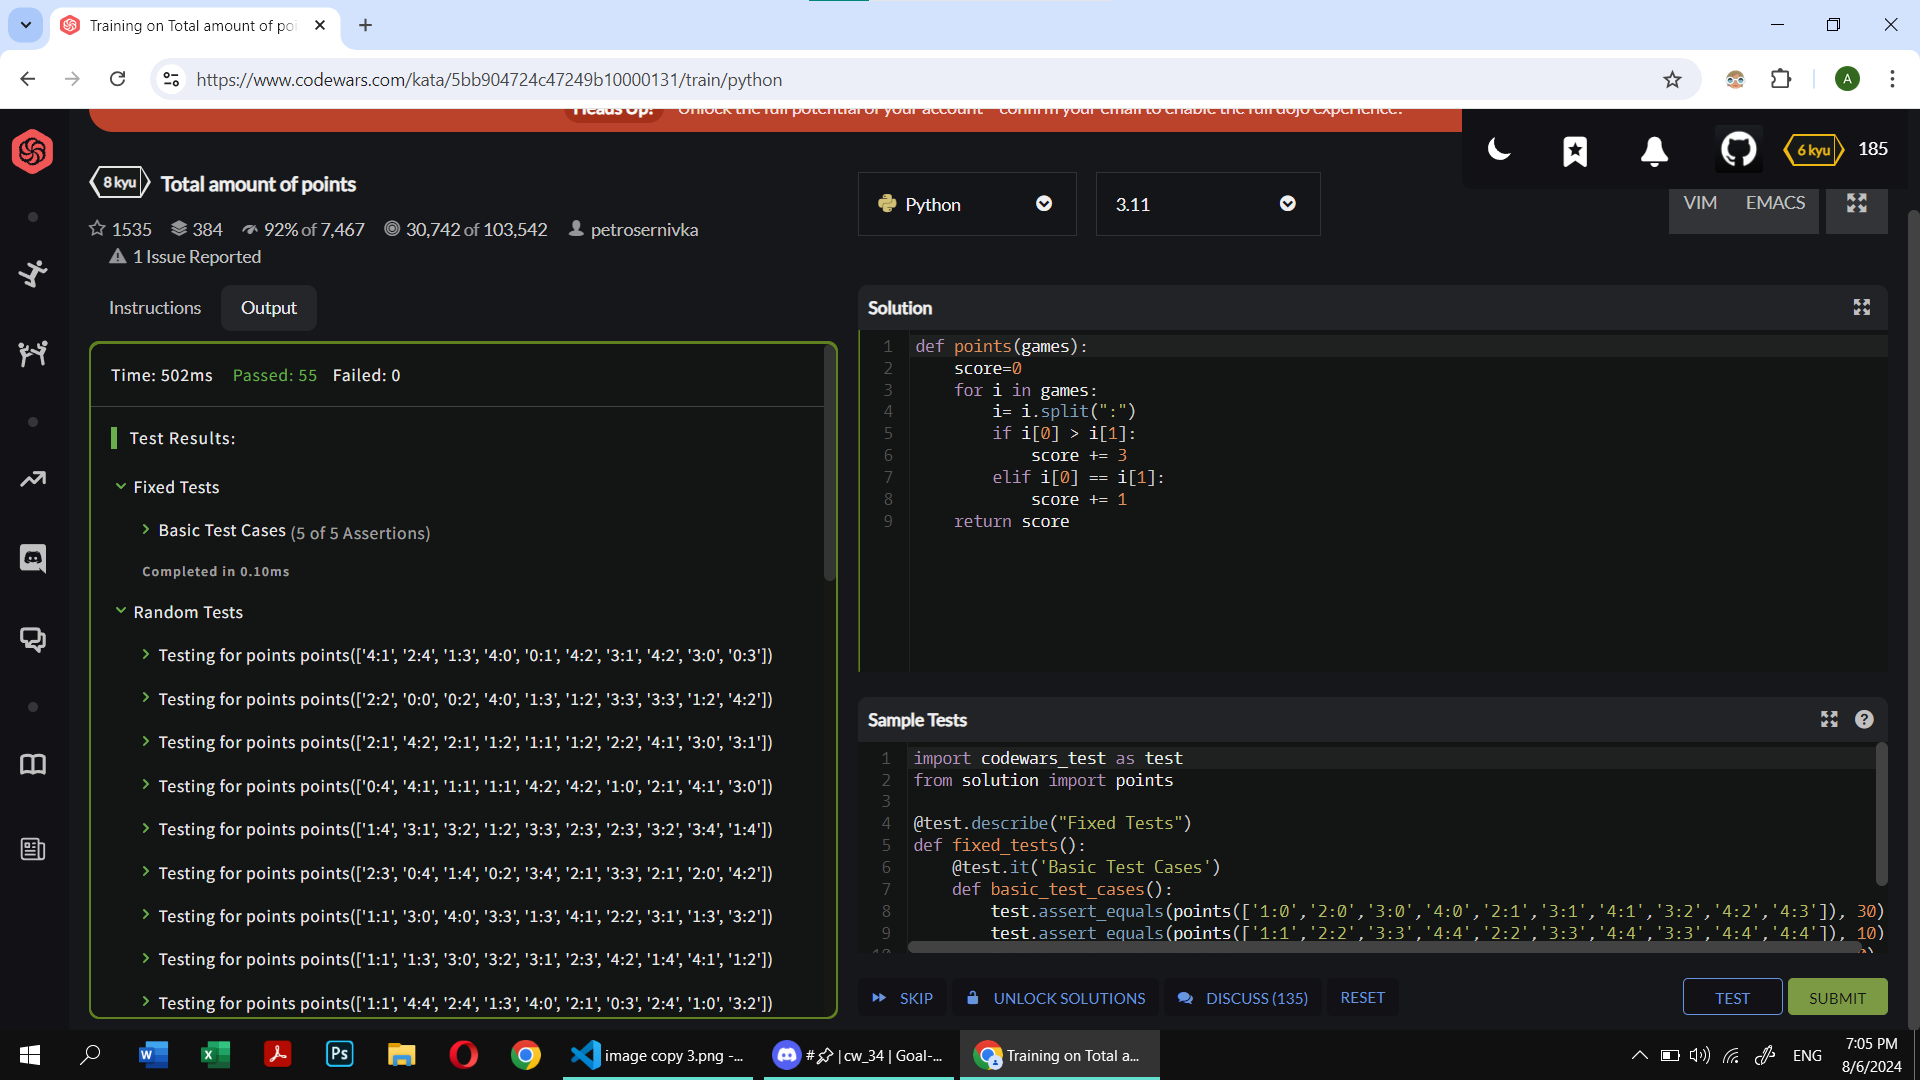 Training on Total amount of poi
https://www.codewars.com/kata/5bb904724c47249b10000131/train/python
A
Heads Up! Unlock the full potential of your account - confirm your email to enable the full dojo experience.
6 kyu 185
8 kyu Total amount of points
1535 384 92% of 7,467 30,742 of 103,542 petrosernivka
1 Issue Reported
Python
3.11
VIM EMACS
Instructions Output
Time: 502ms Passed: 55 Failed: 0
Test Results:
Fixed Tests
Basic Test Cases (5 of 5 Assertions)
Completed in 0.10ms
Random Tests
Testing for points points(['4:1', '2:4', '1:3', '4:0', '0:1', '4:2', '3:1', '4:2', '3:0', '0:3'])
Testing for points points(['2:2', '0:0', '0:2', '4:0', '1:3', '1:2', '3:3', '3:3', '1:2', '4:2'])
Testing for points points(['2:1', '4:2', '2:1', '1:2', '1:1', '1:2', '2:2', '4:1', '3:0', '3:1'])
Testing for points points(['0:4', '4:1', '1:1', '1:1', '4:2', '4:2', '1:0', '2:1', '4:1', '3:0'])
Testing for points points(['1:4', '3:1', '3:2', '1:2', '3:3', '2:3', '2:3', '3:2', '3:4', '1:4'])
Testing for points points(['2:3', '0:4', '1:4', '0:2', '3:4', '2:1', '3:3', '2:1', '2:0', '4:2'])
Testing for points points(['1:1', '3:0', '4:0', '3:3', '1:3', '4:1', '2:2', '3:1', '1:3', '3:2'])
Testing for points points(['1:1', '1:3', '3:0', '3:2', '3:1', '2:3', '4:2', '1:4', '4:1', '1:2'])
Testing for points points(['1:1', '4:4', '2:4', '1:3', '4:0', '2:1', '0:3', '2:4', '1:0', '3:2'])
Solution
1 def points(games):
2 score=0
3 for i in games:
4 i= i.split(":")
5 if i[0] > i[1]:
6 score += 3
7 elif i[0] == i[1]:
8 score += 1
9 return score
Sample Tests
1 import codewars_test as test
2 from solution import points
3
4 @test.describe("Fixed Tests")
5 def fixed_tests():
6 @test.it('Basic Test Cases')
7 def basic_test_cases():
8 test.assert_equals(points(['1:0','2:0','3:0','4:0','2:1','3:1','4:1','3:2','4:2','4:3']), 30)
9 test.assert_equals(points(['1:1','2:2','3:3','4:4','2:2','3:3','4:4','3:3','4:4','4:4']), 10)
SKIP UNLOCK SOLUTIONS DISCUSS (135) RESET TEST SUBMIT
image copy 3.png -...
#📌 | cw_34 | Goal-...
Training on Total a...
ENG
7:05 PM
8/6/2024